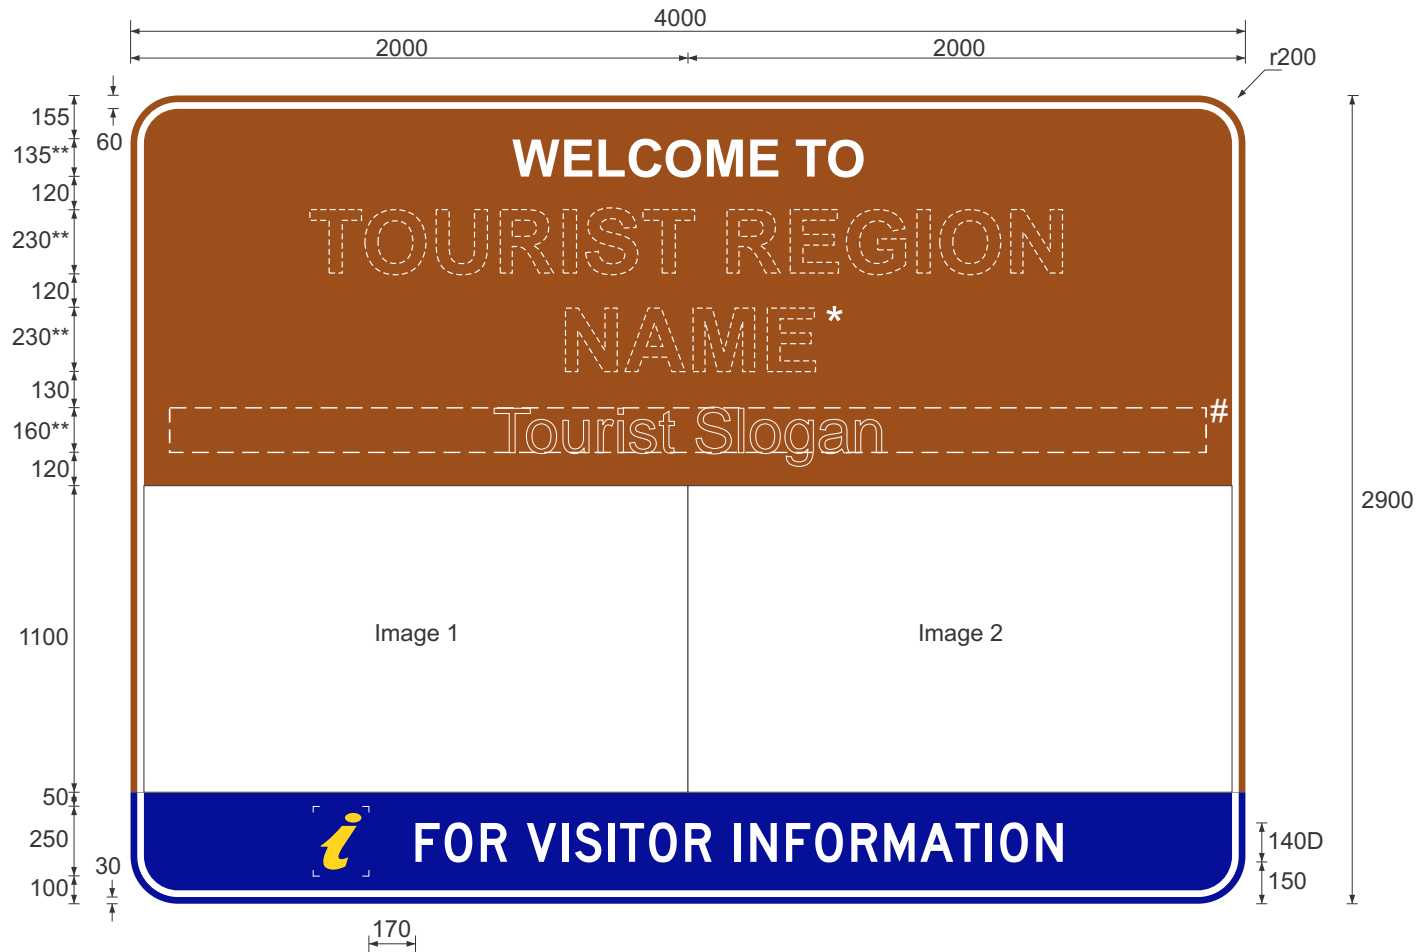 4000
2000 2000
r200
155
60
135**
WELCOME TO
120
230**
TOURIST REGION
120
230**
NAME*
130
160**
Tourist Slogan #
120
2900
1100
Image 1 Image 2
50
250
i FOR VISITOR INFORMATION
140D
30
100
150
170